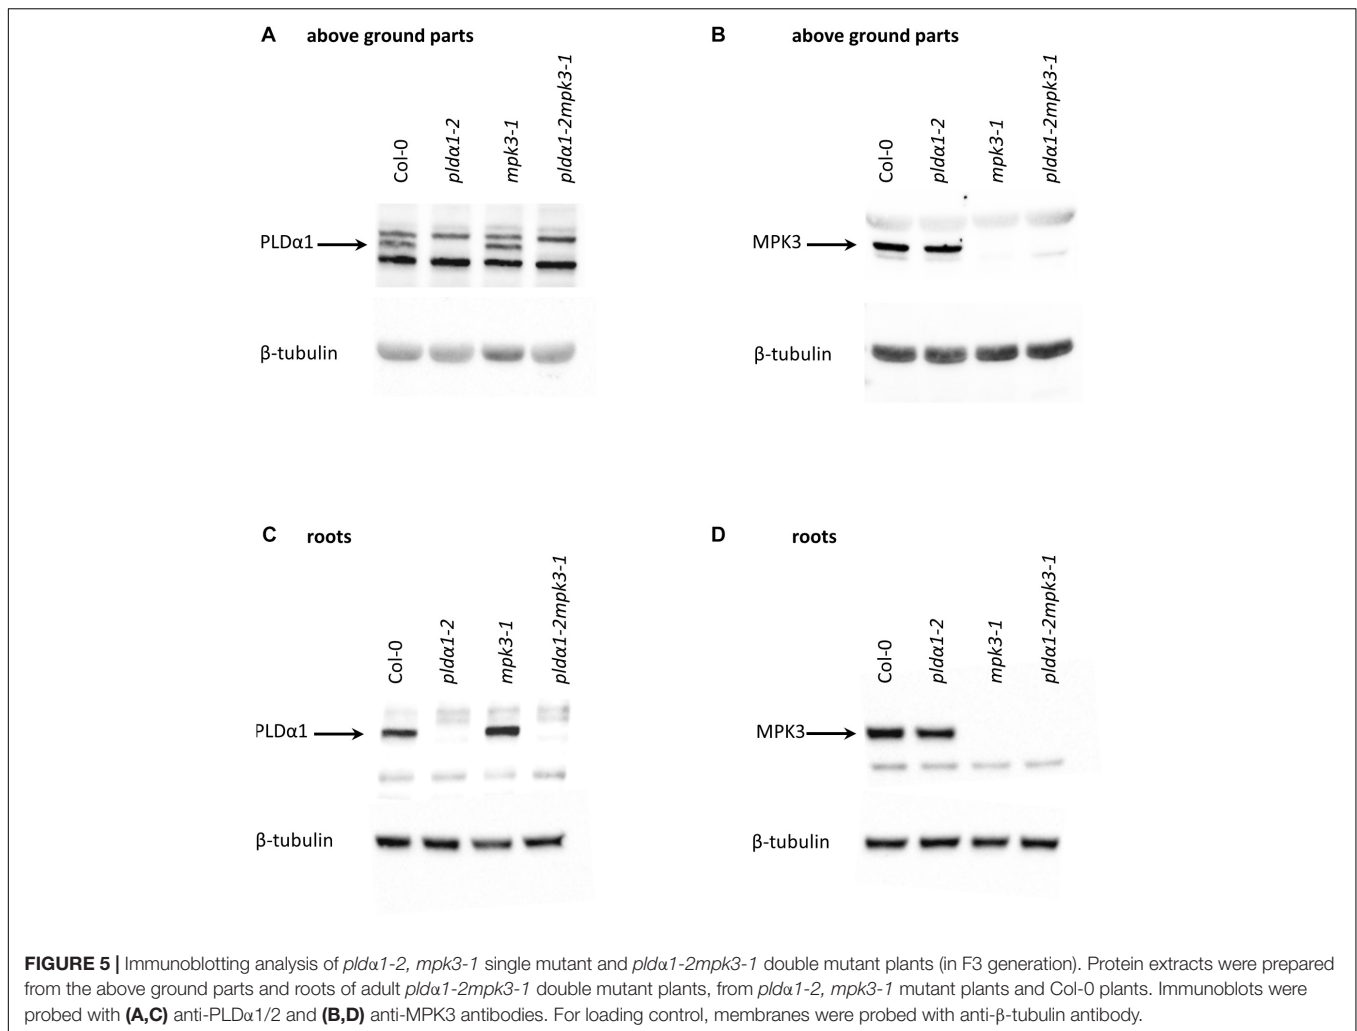 A above ground parts
Col-0
pldα1-2
mpk3-1
pldα1-2mpk3-1
PLDα1
β-tubulin
B above ground parts
Col-0
pldα1-2
mpk3-1
pldα1-2mpk3-1
MPK3
β-tubulin
C roots
Col-0
pldα1-2
mpk3-1
pldα1-2mpk3-1
PLDα1
β-tubulin
D roots
Col-0
pldα1-2
mpk3-1
pldα1-2mpk3-1
MPK3
β-tubulin
FIGURE 5 | Immunoblotting analysis of pldα1-2, mpk3-1 single mutant and pldα1-2mpk3-1 double mutant plants (in F3 generation). Protein extracts were prepared
from the above ground parts and roots of adult pldα1-2mpk3-1 double mutant plants, from pldα1-2, mpk3-1 mutant plants and Col-0 plants. Immunoblots were
probed with (A,C) anti-PLDα1/2 and (B,D) anti-MPK3 antibodies. For loading control, membranes were probed with anti-β-tubulin antibody.